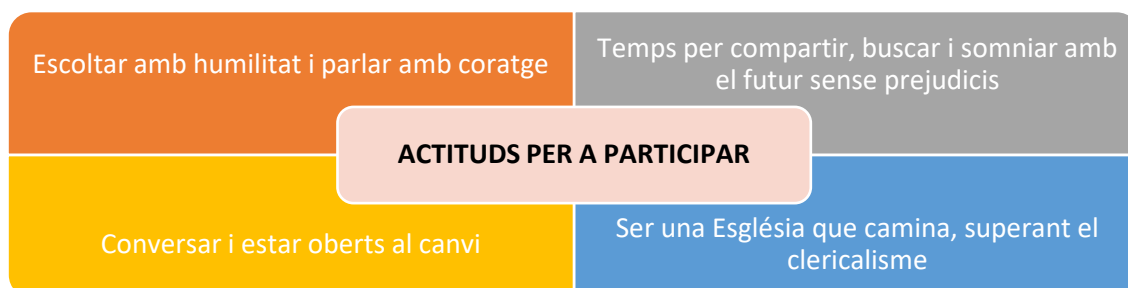 Escoltar amb humilitat i parlar amb coratge
Temps per compartir, buscar i somniar amb
el futur sense prejudicis
ACTITUDS PER A PARTICIPAR
Conversar i estar oberts al canvi
Ser una Església que camina, superant el
clericalisme